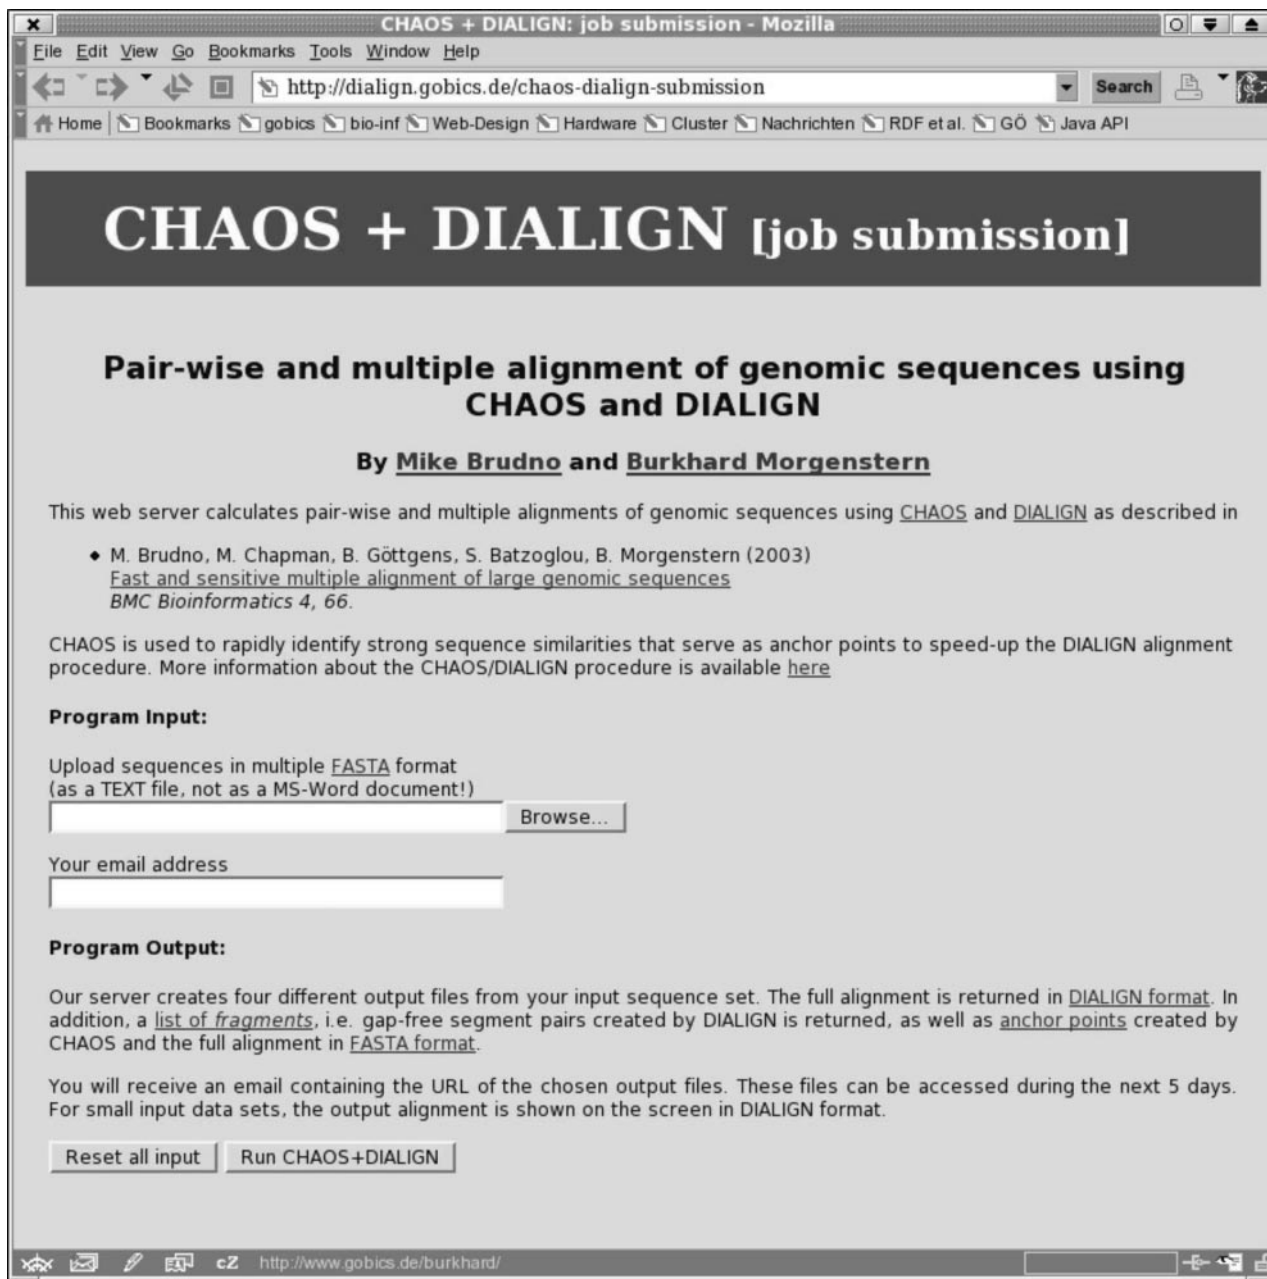 CHAOS + DIALIGN: job submission - Mozilla
File Edit View Go Bookmarks Tools Window Help
http://dialign.gobics.de/chaos-dialign-submission Search
Home Bookmarks gobics bio-inf Web-Design Hardware Cluster Nachrichten RDF et al. GÖ Java API
CHAOS + DIALIGN [job submission]
Pair-wise and multiple alignment of genomic sequences using
CHAOS and DIALIGN
By Mike Brudno and Burkhard Morgenstern
This web server calculates pair-wise and multiple alignments of genomic sequences using CHAOS and DIALIGN as described in
M. Brudno, M. Chapman, B. Göttgens, S. Batzoglou, B. Morgenstern (2003)
Fast and sensitive multiple alignment of large genomic sequences
BMC Bioinformatics 4, 66.
CHAOS is used to rapidly identify strong sequence similarities that serve as anchor points to speed-up the DIALIGN alignment
procedure. More information about the CHAOS/DIALIGN procedure is available here
Program Input:
Upload sequences in multiple FASTA format
(as a TEXT file, not as a MS-Word document!)
Browse...
Your email address
Program Output:
Our server creates four different output files from your input sequence set. The full alignment is returned in DIALIGN format. In
addition, a list of fragments, i.e. gap-free segment pairs created by DIALIGN is returned, as well as anchor points created by
CHAOS and the full alignment in FASTA format.
You will receive an email containing the URL of the chosen output files. These files can be accessed during the next 5 days.
For small input data sets, the output alignment is shown on the screen in DIALIGN format.
Reset all input Run CHAOS+DIALIGN
cZ http://www.gobics.de/burkhard/